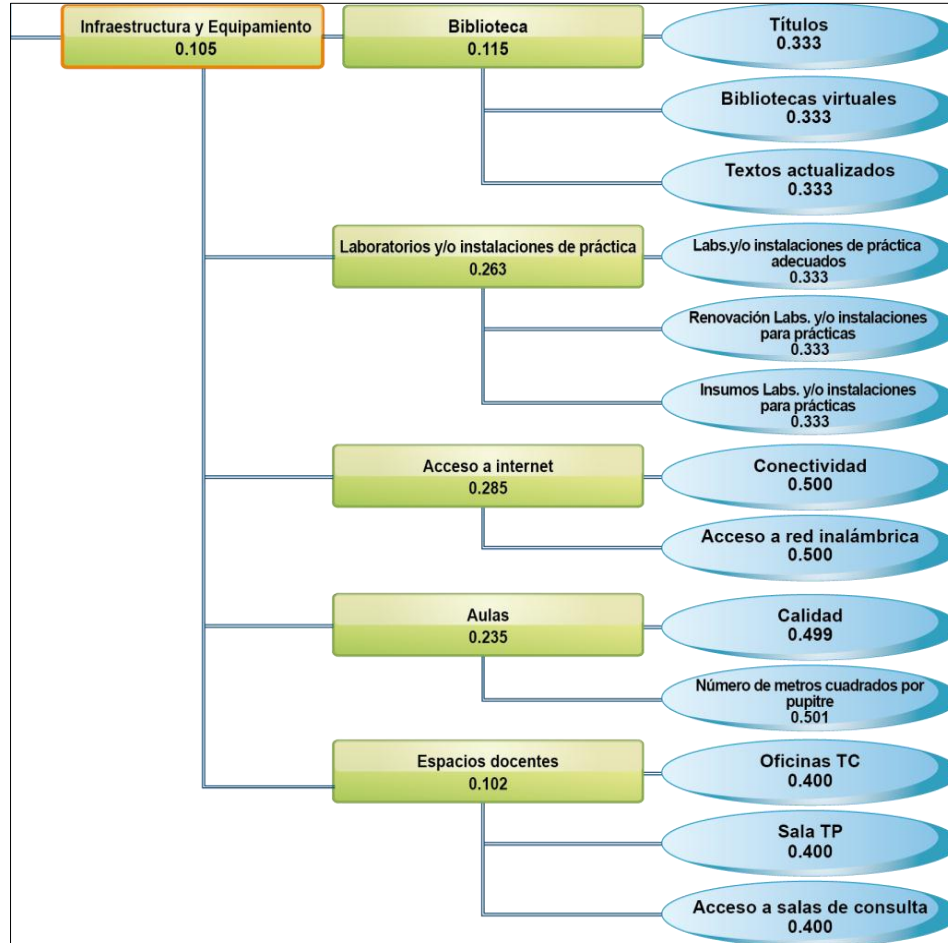 Infraestructura y Equipamiento
0.105
Biblioteca
0.115
Títulos
0.333
Bibliotecas virtuales
0.333
Textos actualizados
0.333
Laboratorios y/o instalaciones de práctica
0.263
Labs.y/o instalaciones de práctica
adecuados
0.333
Renovación Labs. y/o instalaciones
para prácticas
0.333
Insumos Labs. y/o instalaciones
para prácticas
0.333
Acceso a internet
0.285
Conectividad
0.500
Acceso a red inalámbrica
0.500
Aulas
0.235
Calidad
0.499
Número de metros cuadrados por
pupitre
0.501
Espacios docentes
0.102
Oficinas TC
0.400
Sala TP
0.400
Acceso a salas de consulta
0.400